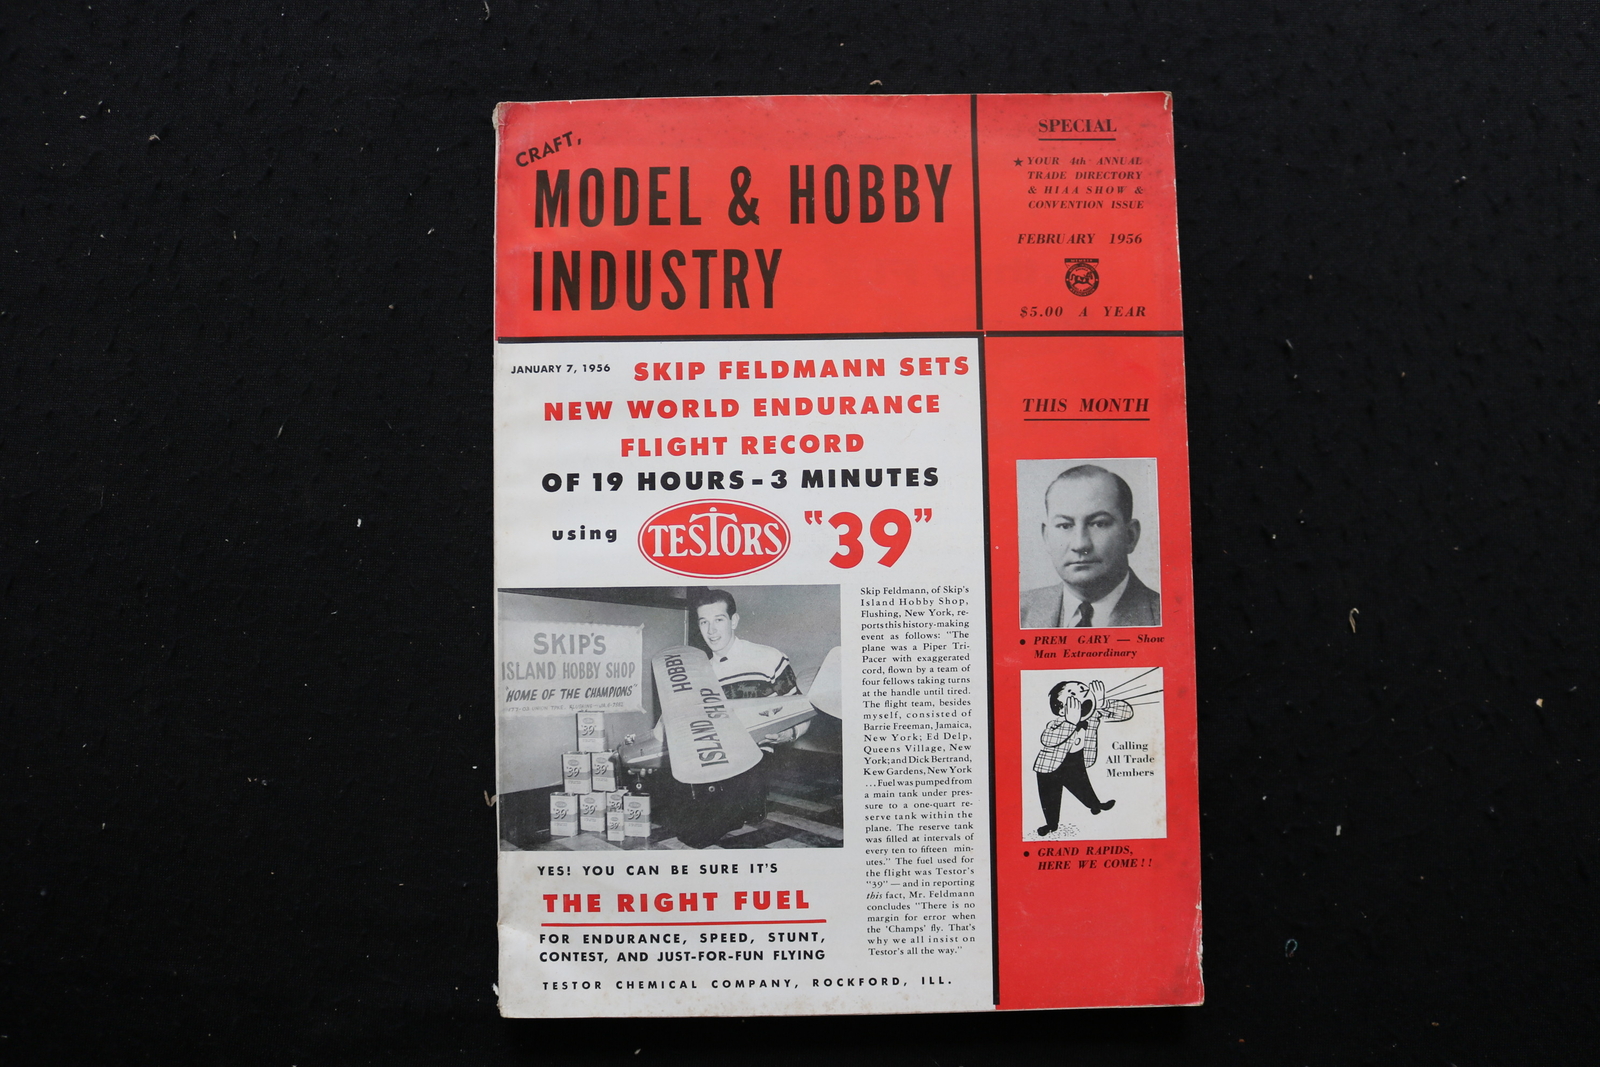 CRAFT,
MODEL & HOBBY
INDUSTRY
SPECIAL
★ YOUR 4th ANNUAL
TRADE DIRECTORY
& HIAA SHOW &
CONVENTION ISSUE
FEBRUARY 1956
$5.00 A YEAR
JANUARY 7, 1956 SKIP FELDMANN SETS
NEW WORLD ENDURANCE
FLIGHT RECORD
OF 19 HOURS - 3 MINUTES
using TESTORS "39"
SKIP'S
ISLAND HOBBY SHOP
"HOME OF THE CHAMPIONS"
ISLAND
HOBBY
SHOP
39
39
39
39
39
39
39
Skip Feldmann, of Skip's
Island Hobby Shop,
Flushing, New York, re-
ports this history-making
event as follows: "The
plane was a Piper Tri-
Pacer with exaggerated
cord, flown by a team of
four fellows taking turns
at the handle until tired.
The flight team, besides
myself, consisted of
Barrie Freeman, Jamaica,
New York; Ed Delp,
Queens Village, New
York; and Dick Bertrand,
Kew Gardens, New York
... Fuel was pumped from
a main tank under pres-
sure to a one-quart re-
serve tank within the
plane. The reserve tank
was filled at intervals of
every ten to fifteen min-
utes." The fuel used for
the flight was Testor's
"39" — and in reporting
this fact, Mr. Feldmann
concludes "There is no
margin for error when
the 'Champs' fly. That's
why we all insist on
Testor's all the way."
YES! YOU CAN BE SURE IT'S
THE RIGHT FUEL
FOR ENDURANCE, SPEED, STUNT,
CONTEST, AND JUST-FOR-FUN FLYING
TESTOR CHEMICAL COMPANY, ROCKFORD, ILL.
THIS MONTH
• PREM GARY — Show
Man Extraordinary
Calling
All Trade
Members
• GRAND RAPIDS,
HERE WE COME!!